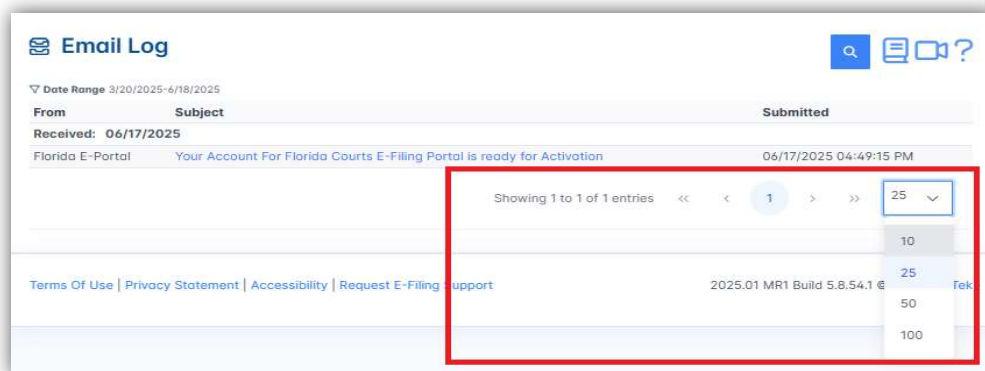 Email Log
Date Range 3/20/2025-6/18/2025
From Subject Submitted
Received: 06/17/2025
Florida E-Portal Your Account For Florida Courts E-Filing Portal is ready for Activation 06/17/2025 04:49:15 PM
Showing 1 to 1 of 1 entries << < 1 > >> 25
10
25
50
100
Terms Of Use | Privacy Statement | Accessibility | Request E-Filing Support 2025.01 MR1 Build 5.8.54.1 © Tek